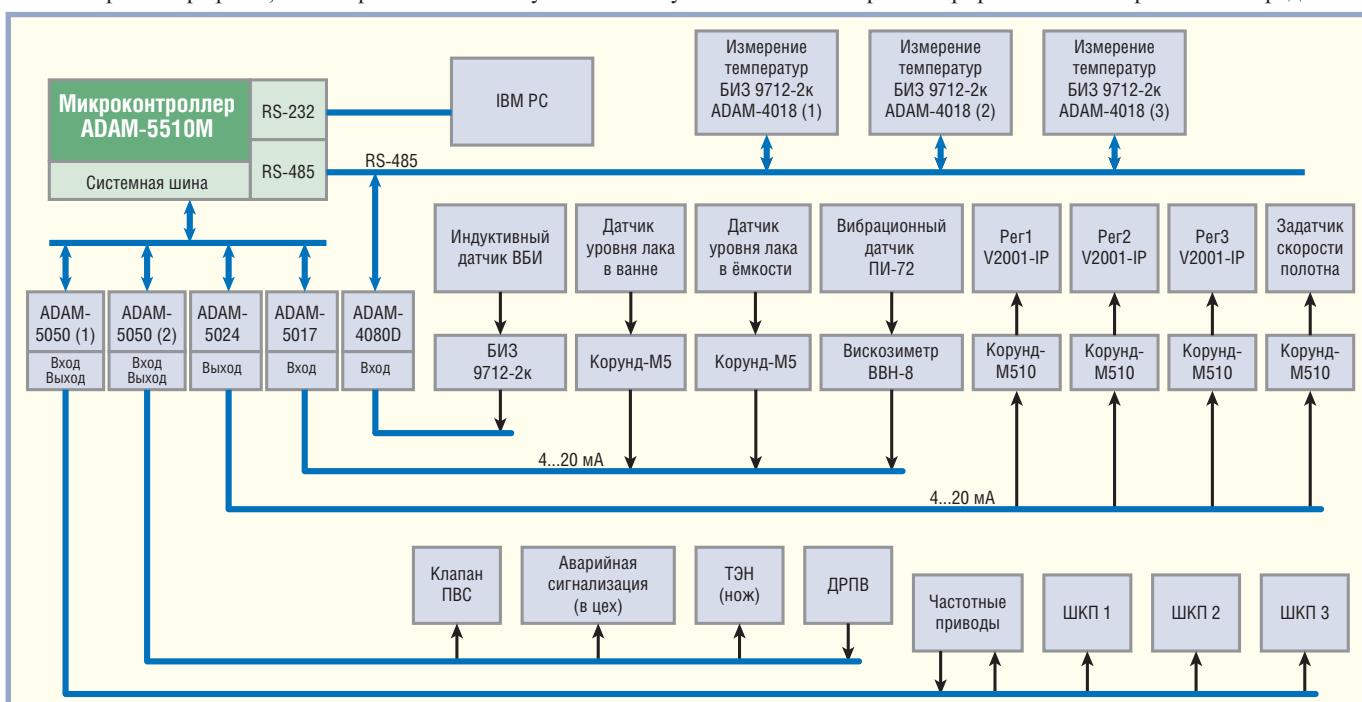 Микроконтроллер
ADAM-5510M
RS-232
RS-485
Системная шина
IBM PC
Измерение
температур
БИЗ 9712-2к
ADAM-4018 (1)
Измерение
температур
БИЗ 9712-2к
ADAM-4018 (2)
Измерение
температур
БИЗ 9712-2к
ADAM-4018 (3)
RS-485
Индуктивный
датчик ВБИ
Датчик
уровня лака
в ванне
Датчик
уровня лака
в ёмкости
Вибрационный
датчик
ПИ-72
Рег1
V2001-IP
Рег2
V2001-IP
Рег3
V2001-IP
Задатчик
скорости
полотна
ADAM-
5050 (1)
Вход
Выход
ADAM-
5050 (2)
Вход
Выход
ADAM-
5024
Выход
ADAM-
5017
Вход
ADAM-
4080D
Вход
БИЗ
9712-2к
Корунд-М5
Корунд-М5
Вискозиметр
ВВН-8
Корунд-
М510
Корунд-
М510
Корунд-
М510
Корунд-
М510
4...20 мА
4...20 мА
Клапан
ПВС
Аварийная
сигнализация
(в цех)
ТЭН
(нож)
ДРПВ
Частотные
приводы
ШКП 1
ШКП 2
ШКП 3